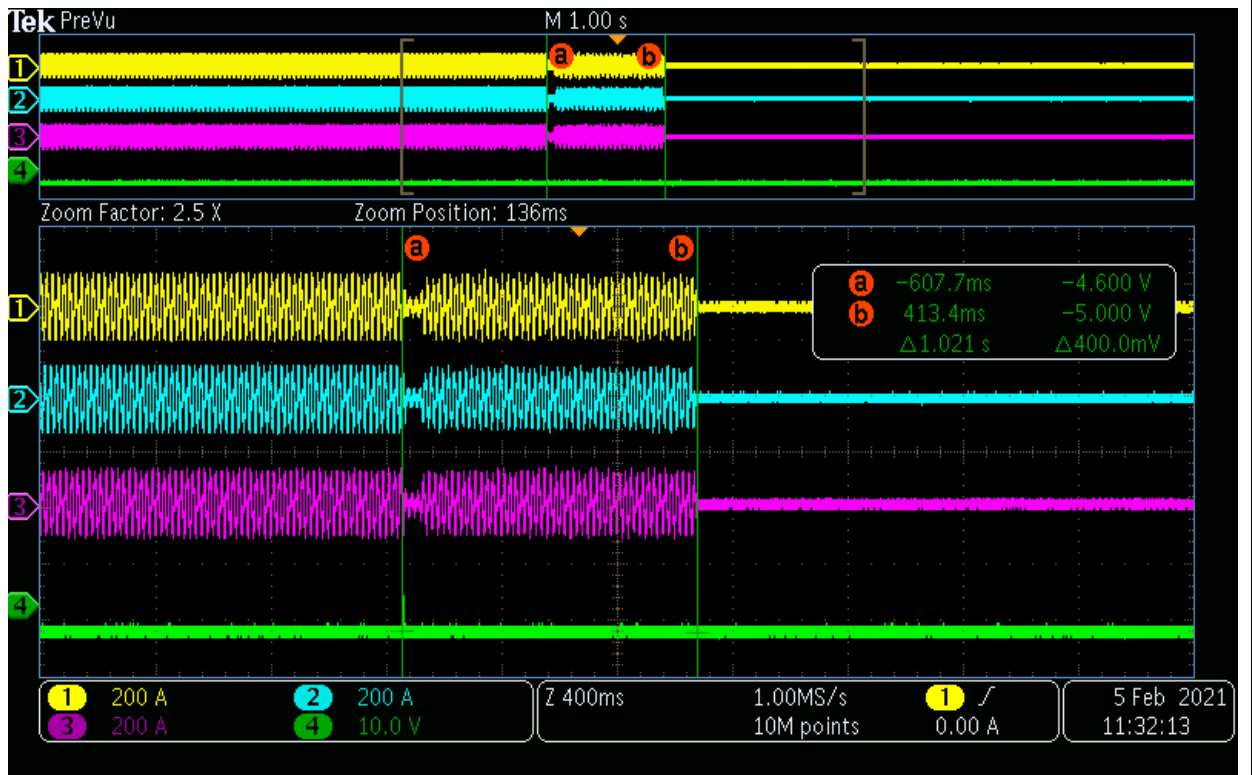 Tek PreVu M 1.00 s
a b
1
2
3
4
Zoom Factor: 2.5 X Zoom Position: 136ms
a b
a -607.7ms -4.600 V
b 413.4ms -5.000 V
△1.021 s △400.0mV
1
2
3
4
1 200 A 2 200 A Z 400ms 1.00MS/s 1 5 Feb 2021
3 200 A 4 10.0 V 10M points 0.00 A 11:32:13